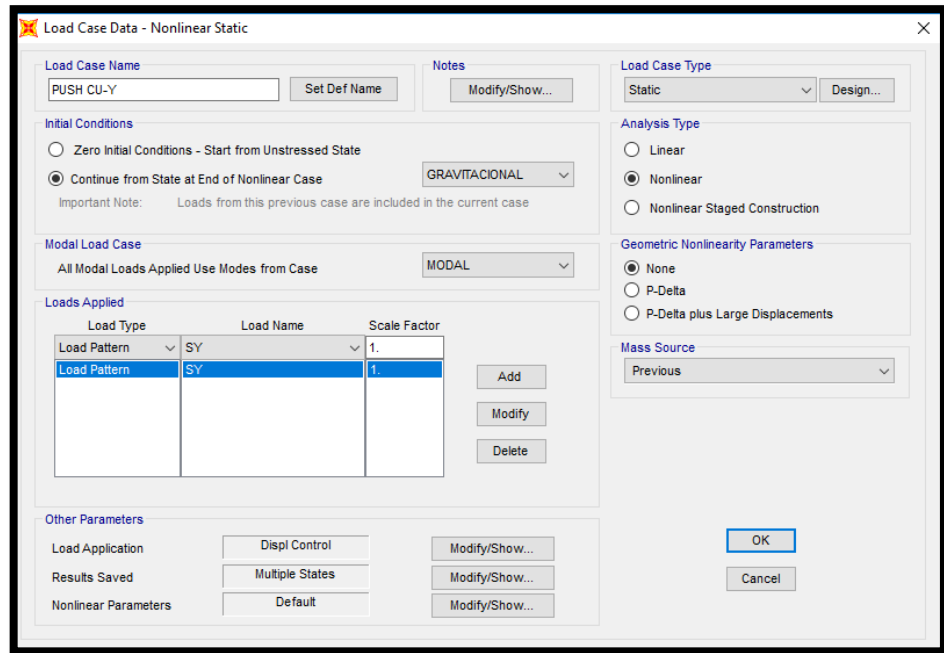 Load Case Data - Nonlinear Static
Load Case Name
PUSH CU-Y
Set Def Name
Notes
Modify/Show...
Load Case Type
Static
Design...
Initial Conditions
Zero Initial Conditions - Start from Unstressed State
Continue from State at End of Nonlinear Case
GRAVITACIONAL
Important Note: Loads from this previous case are included in the current case
Analysis Type
Linear
Nonlinear
Nonlinear Staged Construction
Modal Load Case
All Modal Loads Applied Use Modes from Case
MODAL
Geometric Nonlinearity Parameters
None
P-Delta
P-Delta plus Large Displacements
Loads Applied
Load Type Load Name Scale Factor
Load Pattern SY 1.
Load Pattern SY 1.
Add
Modify
Delete
Mass Source
Previous
Other Parameters
Load Application Displ Control Modify/Show...
Results Saved Multiple States Modify/Show...
Nonlinear Parameters Default Modify/Show...
OK
Cancel